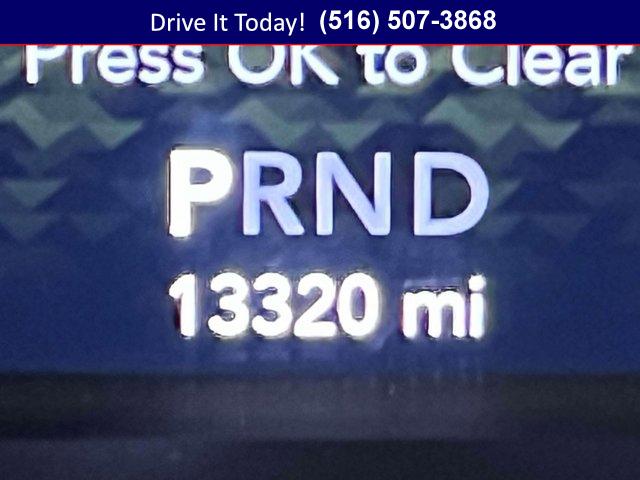 Drive It Today! (516) 507-3868
Press OK to Clear
PRND
13320 mi